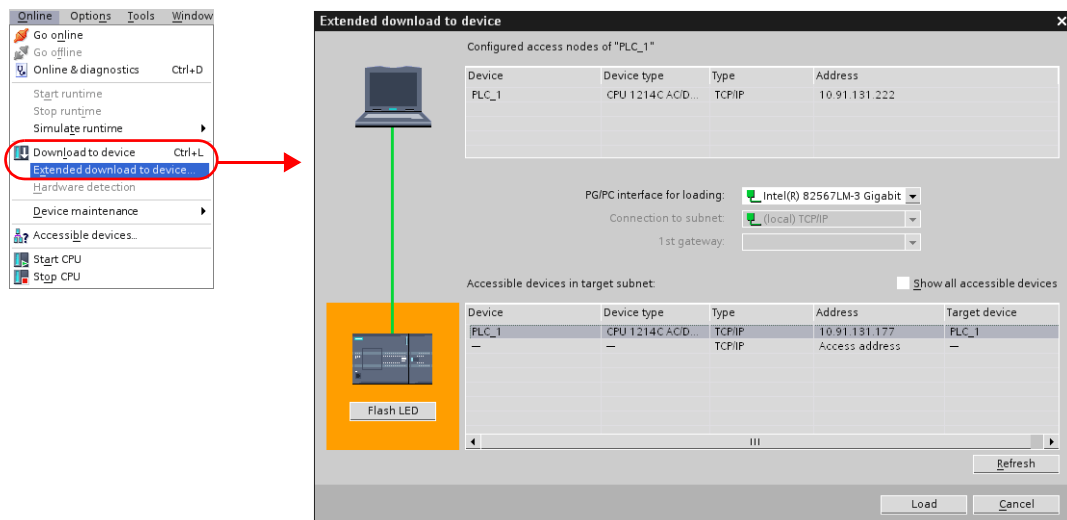 Online Options Tools Window
Go online
Go offline
Online & diagnostics Ctrl+D
Start runtime
Stop runtime
Simulate runtime
Download to device Ctrl+L
Extended download to device...
Hardware detection
Device maintenance
Accessible devices...
Start CPU
Stop CPU
Extended download to device
Configured access nodes of "PLC_1"
Device Device type Type Address
PLC_1 CPU 1214C AC/D... TCP/IP 10.91.131.222
PG/PC interface for loading: Intel(R) 82567LM-3 Gigabit
Connection to subnet: (local) TCP/IP
1st gateway:
Accessible devices in target subnet: Show all accessible devices
Device Device type Type Address Target device
PLC_1 CPU 1214C AC/D... TCP/IP 10.91.131.177 PLC_1
— — TCP/IP Access address —
Flash LED
Refresh
Load Cancel